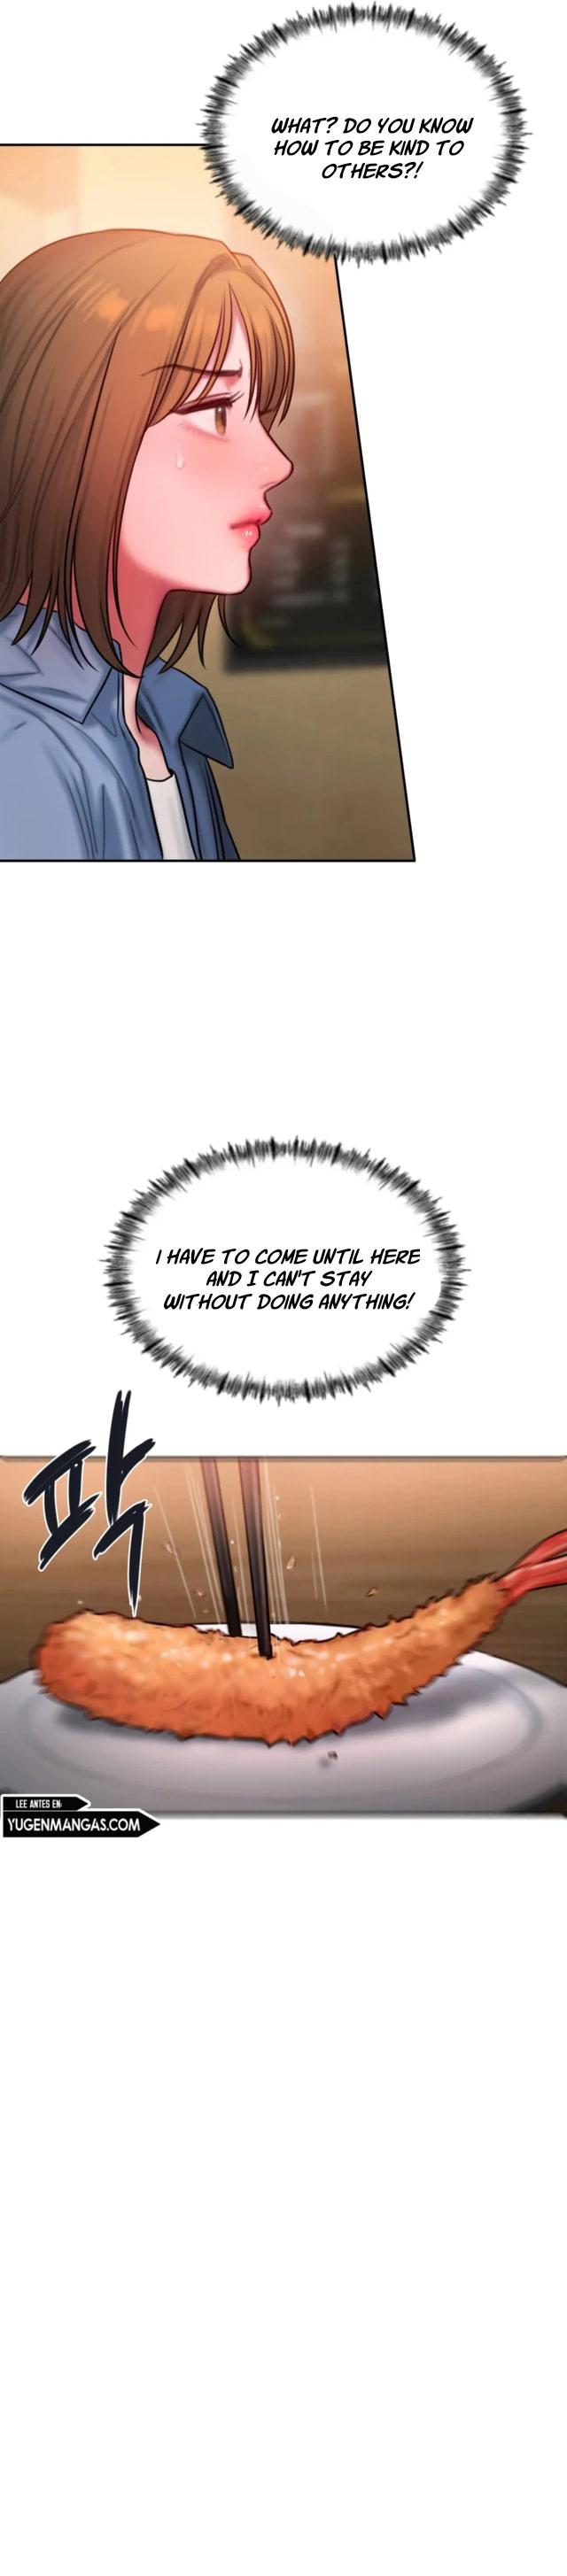 WHAT? DO YOU KNOW
HOW TO BE KIND TO
OTHERS?!
I HAVE TO COME UNTIL HERE
AND I CAN'T STAY
WITHOUT DOING ANYTHING!
팍
LEE ANTES EN:
YUGENMANGAS.COM